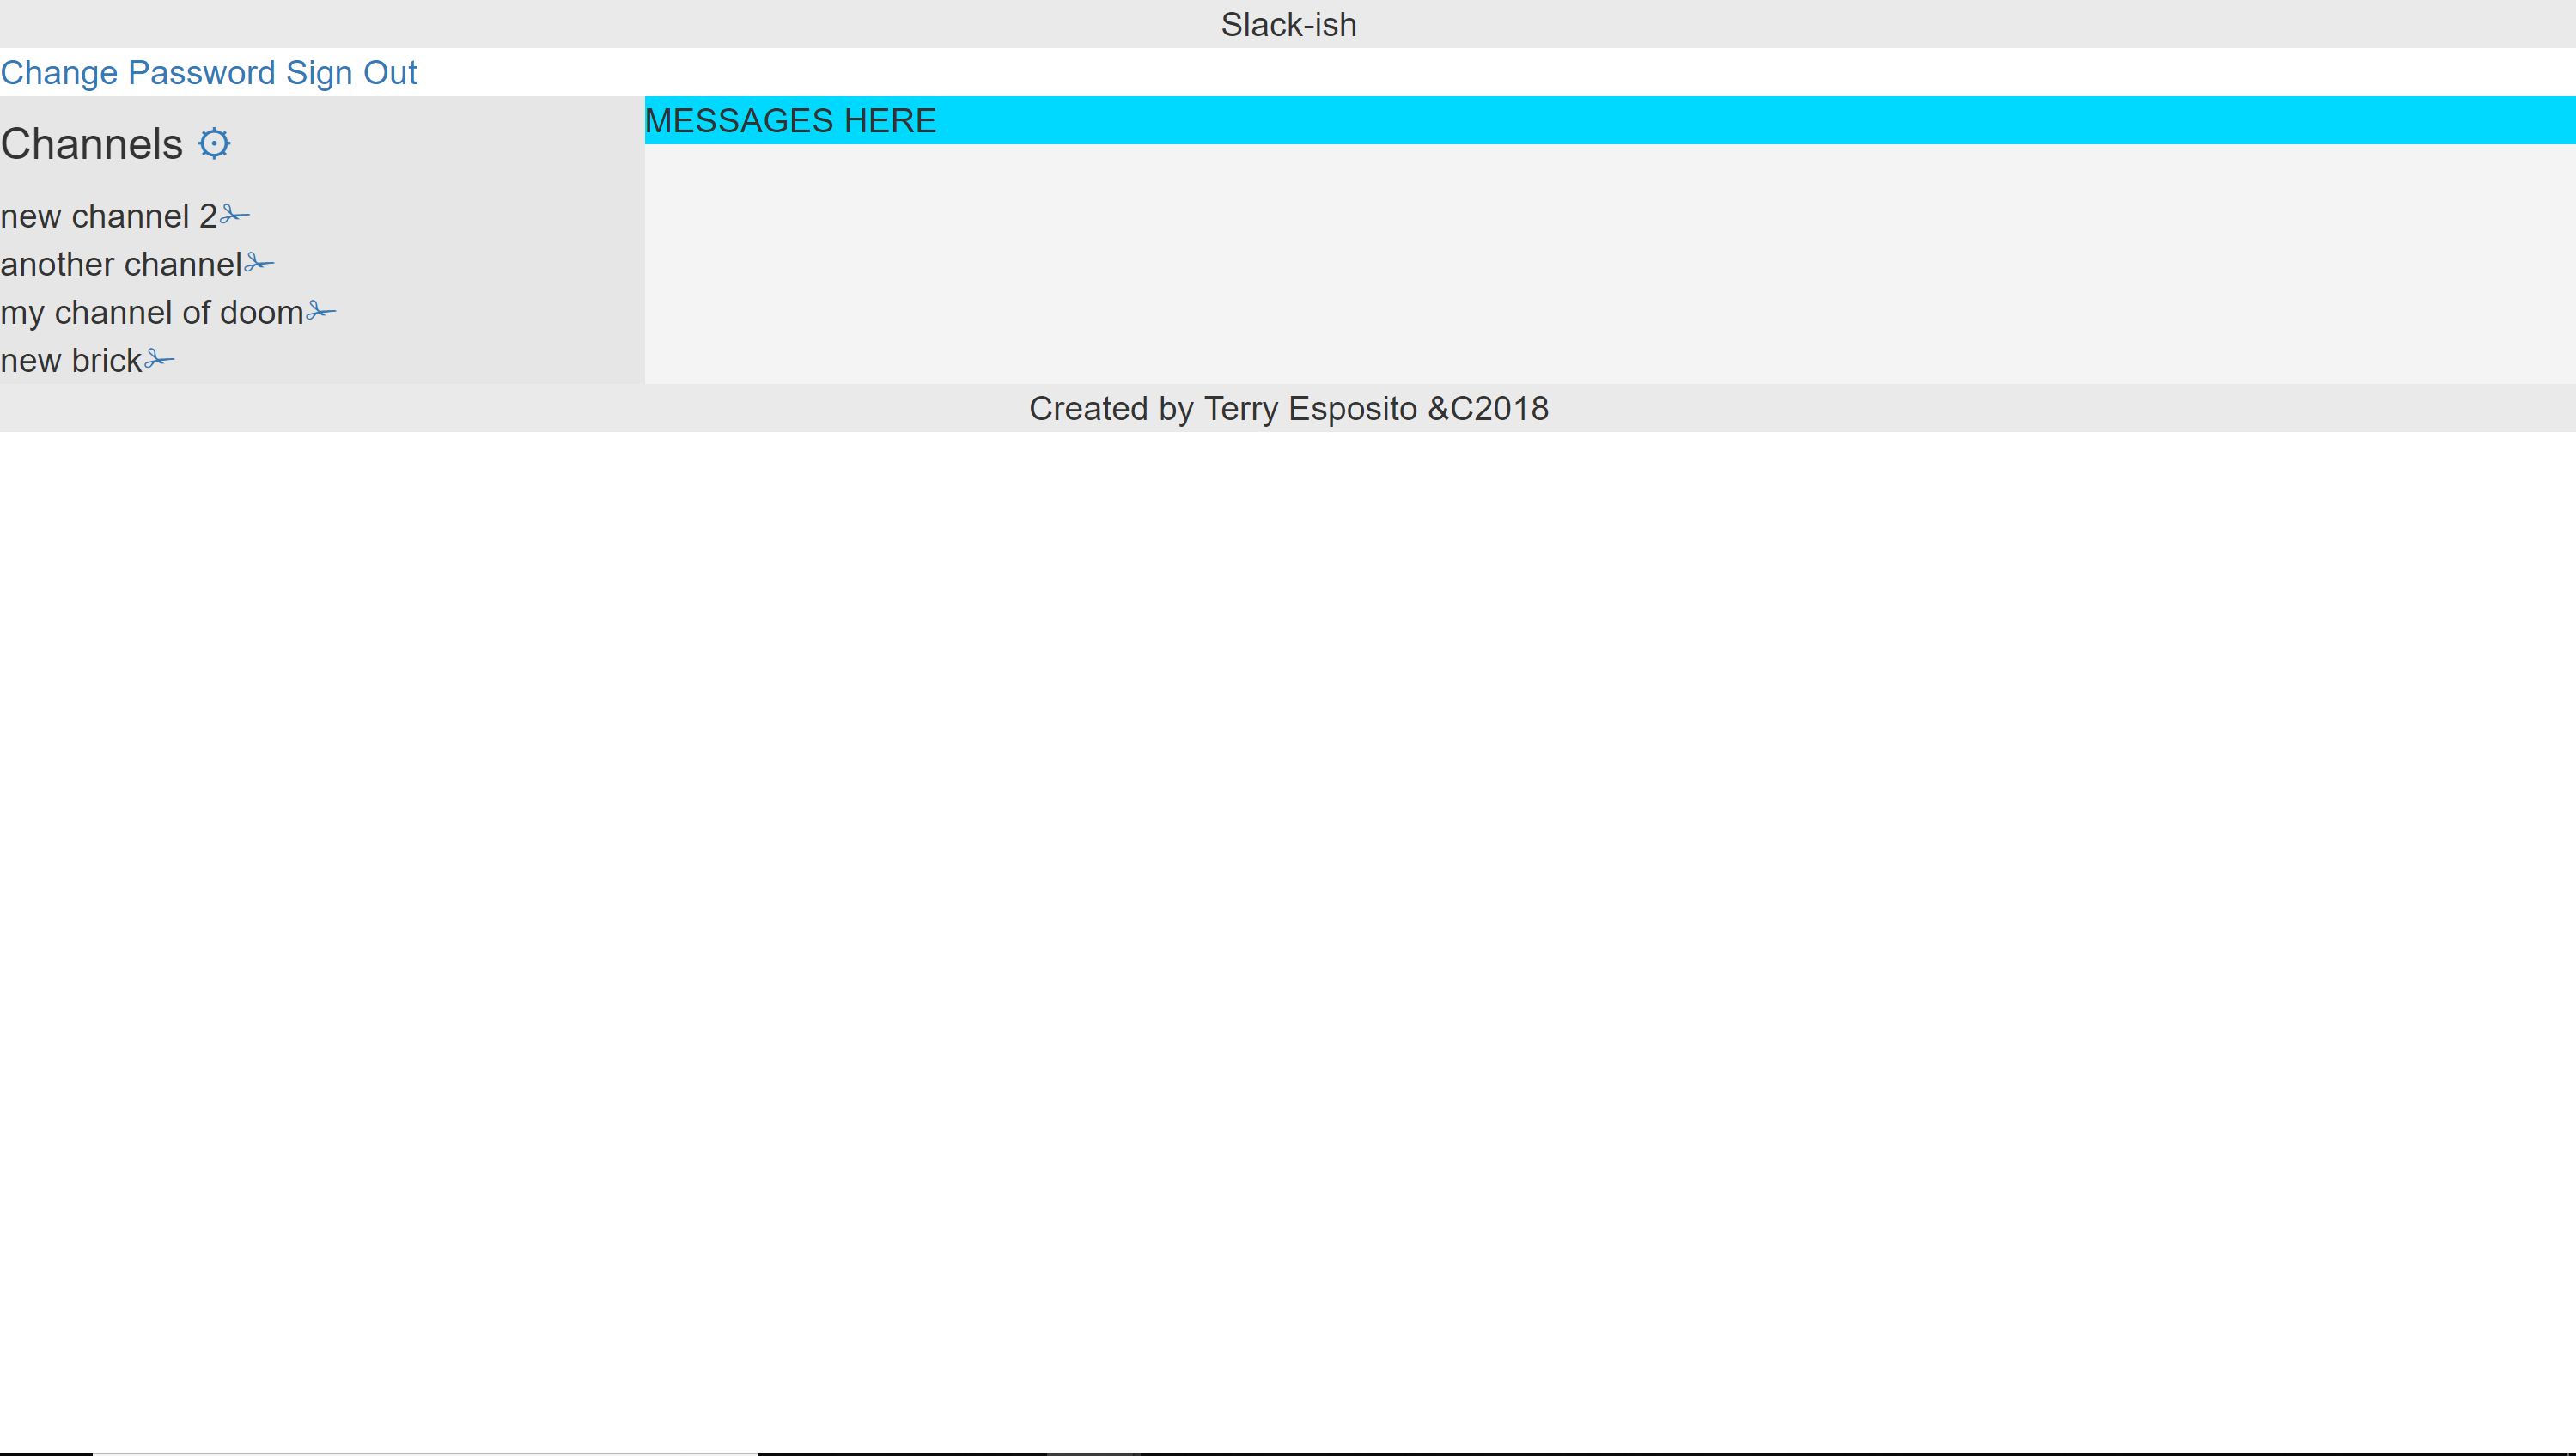 Slack-ish
Change Password Sign Out
Channels
MESSAGES HERE
new channel 2
another channel
my channel of doom
new brick
Created by Terry Esposito &C2018